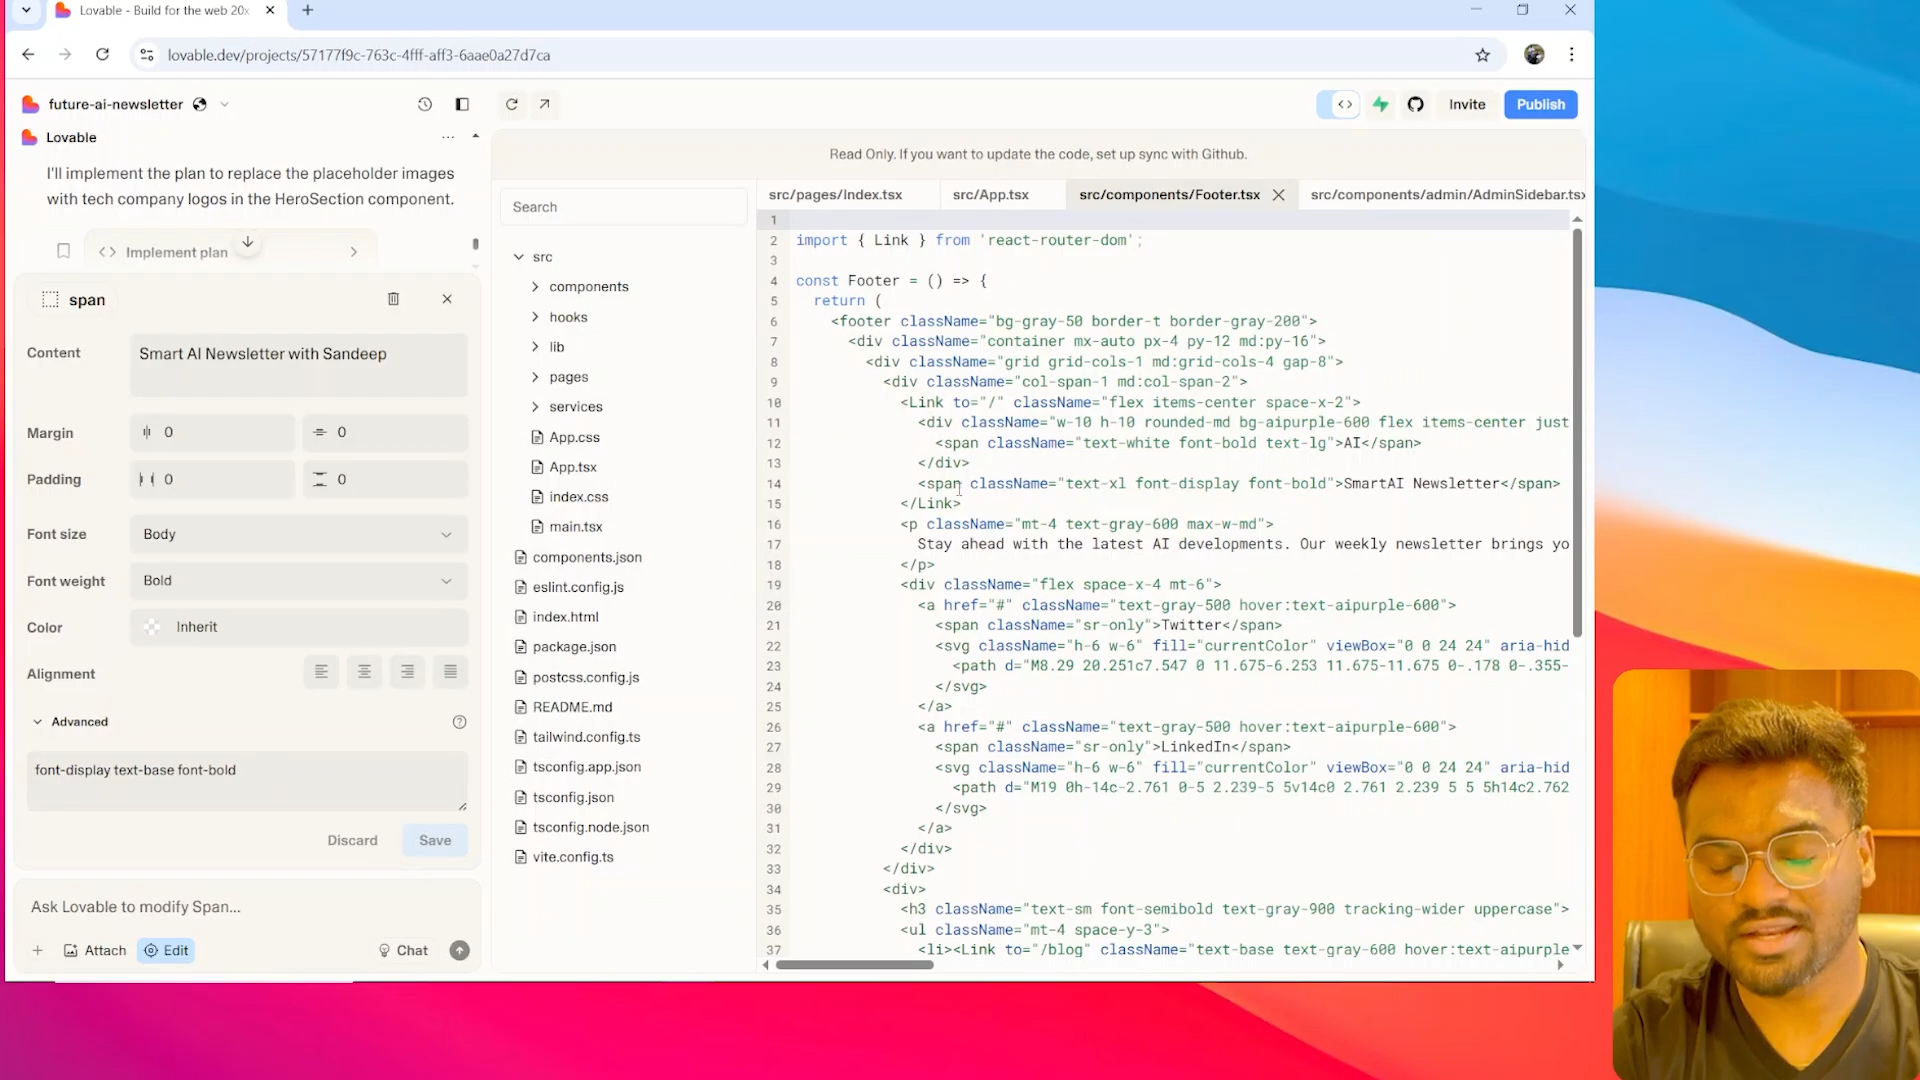 Lovable - Build for the web 20x
lovable.dev/projects/57177f9c-763c-4fff-aff3-6aae0a27d7ca
future-ai-newsletter
Invite
Publish
Lovable
I'll implement the plan to replace the placeholder images
with tech company logos in the HeroSection component.
Implement plan
span
Content
Smart AI Newsletter with Sandeep
Margin
0
0
Padding
0
0
Font size
Body
Font weight
Bold
Color
Inherit
Alignment
Advanced
font-display text-base font-bold
Discard
Save
Ask Lovable to modify Span...
Attach
Edit
Chat
Read Only. If you want to update the code, set up sync with Github.
Search
src
components
hooks
lib
pages
services
App.css
App.tsx
index.css
main.tsx
components.json
eslint.config.js
index.html
package.json
postcss.config.js
README.md
tailwind.config.ts
tsconfig.app.json
tsconfig.json
tsconfig.node.json
vite.config.ts
src/pages/Index.tsx
src/App.tsx
src/components/Footer.tsx
src/components/admin/AdminSidebar.tsx
1
2 import { Link } from 'react-router-dom';
3
4 const Footer = () => {
5 return (
6 <footer className="bg-gray-50 border-t border-gray-200">
7 <div className="container mx-auto px-4 py-12 md:py-16">
8 <div className="grid grid-cols-1 md:grid-cols-4 gap-8">
9 <div className="col-span-1 md:col-span-2">
10 <Link to="/" className="flex items-center space-x-2">
11 <div className="w-10 h-10 rounded-md bg-aipurple-600 flex items-center just
12 <span className="text-white font-bold text-lg">AI</span>
13 </div>
14 <span className="text-xl font-display font-bold">SmartAI Newsletter</span>
15 </Link>
16 <p className="mt-4 text-gray-600 max-w-md">
17 Stay ahead with the latest AI developments. Our weekly newsletter brings yo
18 </p>
19 <div className="flex space-x-4 mt-6">
20 <a href="#" className="text-gray-500 hover:text-aipurple-600">
21 <span className="sr-only">Twitter</span>
22 <svg className="h-6 w-6" fill="currentColor" viewBox="0 0 24 24" aria-hid
23 <path d="M8.29 20.251c7.547 0 11.675-6.253 11.675-11.675 0-.178 0-.355-
24 </svg>
25 </a>
26 <a href="#" className="text-gray-500 hover:text-aipurple-600">
27 <span className="sr-only">LinkedIn</span>
28 <svg className="h-6 w-6" fill="currentColor" viewBox="0 0 24 24" aria-hid
29 <path d="M19 0h-14c-2.761 0-5 2.239-5 5v14c0 2.761 2.239 5 5 5h14c2.762
30 </svg>
31 </a>
32 </div>
33 </div>
34 <div>
35 <h3 className="text-sm font-semibold text-gray-900 tracking-wider uppercase">
36 <ul className="mt-4 space-y-3">
37 <li><Link to="/blog" className="text-base text-gray-600 hover:text-aipurple